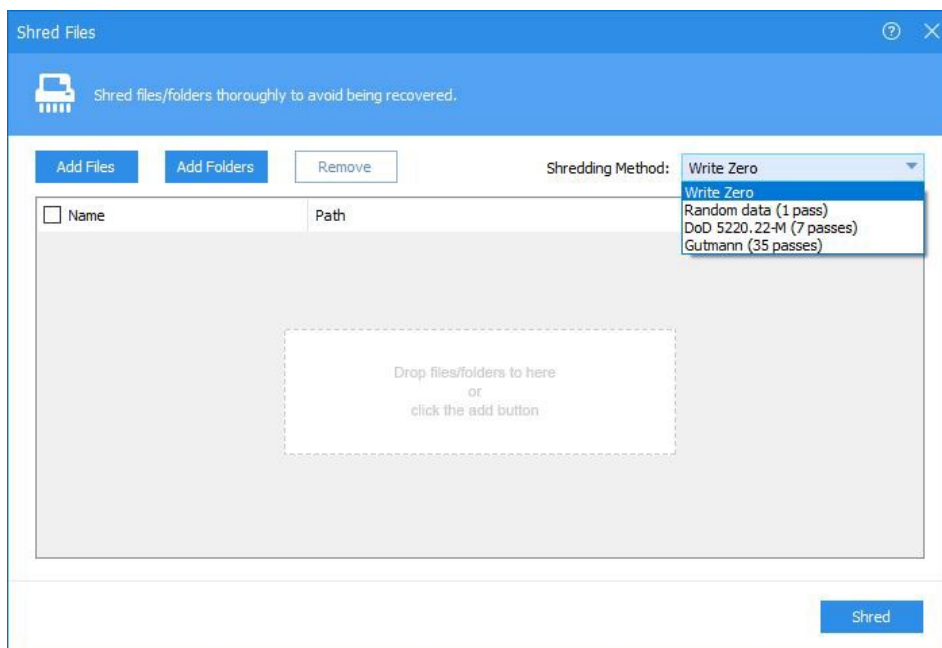 Shred Files
Shred files/folders thoroughly to avoid being recovered.
Add Files Add Folders Remove Shredding Method: Write Zero
Write Zero
Random data (1 pass)
DoD 5220.22-M (7 passes)
Gutmann (35 passes)
Name Path
Drop files/folders to here
or
click the add button
Shred